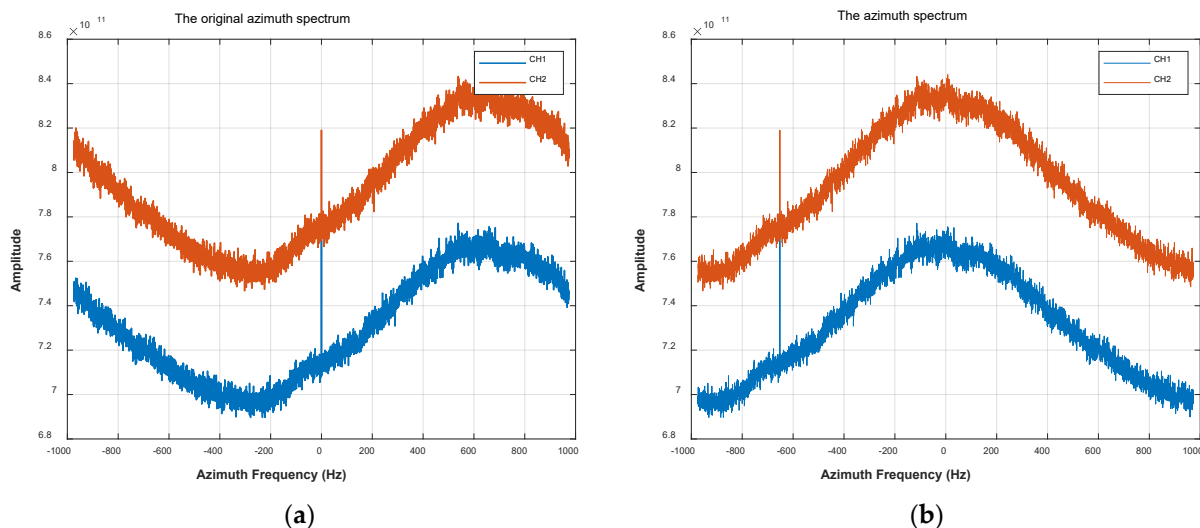 The original azimuth spectrum
× 10 11
8.6
8.4
8.2
8
7.8
7.6
7.4
7.2
7
6.8
Amplitude
CH1
CH2
-1000 -800 -600 -400 -200 0 200 400 600 800 1000
Azimuth Frequency (Hz)
(a)
The azimuth spectrum
× 10 11
8.6
8.4
8.2
8
7.8
7.6
7.4
7.2
7
6.8
Amplitude
CH1
CH2
-1000 -800 -600 -400 -200 0 200 400 600 800 1000
Azimuth Frequency (Hz)
(b)